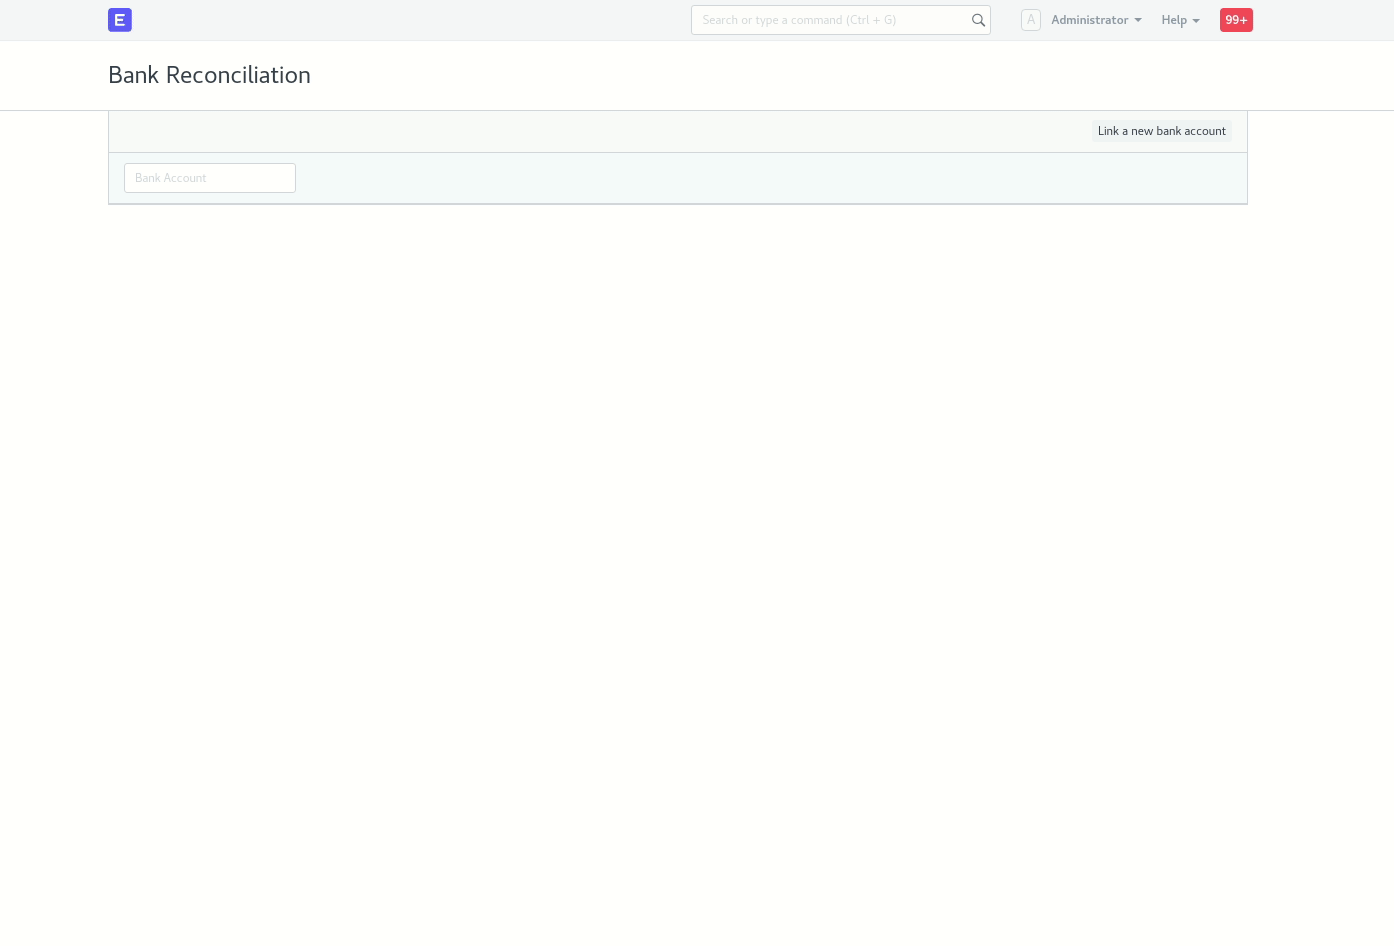 E
Search or type a command (Ctrl + G)
A
Administrator
Help
99+
Bank Reconciliation
Link a new bank account
Bank Account